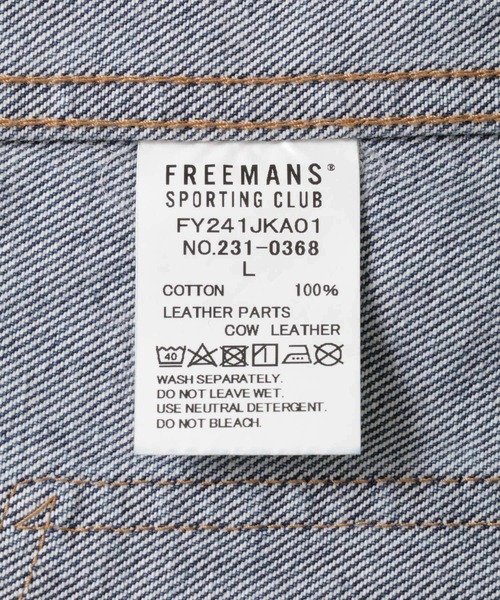 FREEMANS®
SPORTING CLUB
FY241JKA01
NO.231-0368
L
COTTON 100%
LEATHER PARTS
COW LEATHER
40
WASH SEPARATELY.
DO NOT LEAVE WET.
USE NEUTRAL DETERGENT.
DO NOT BLEACH.